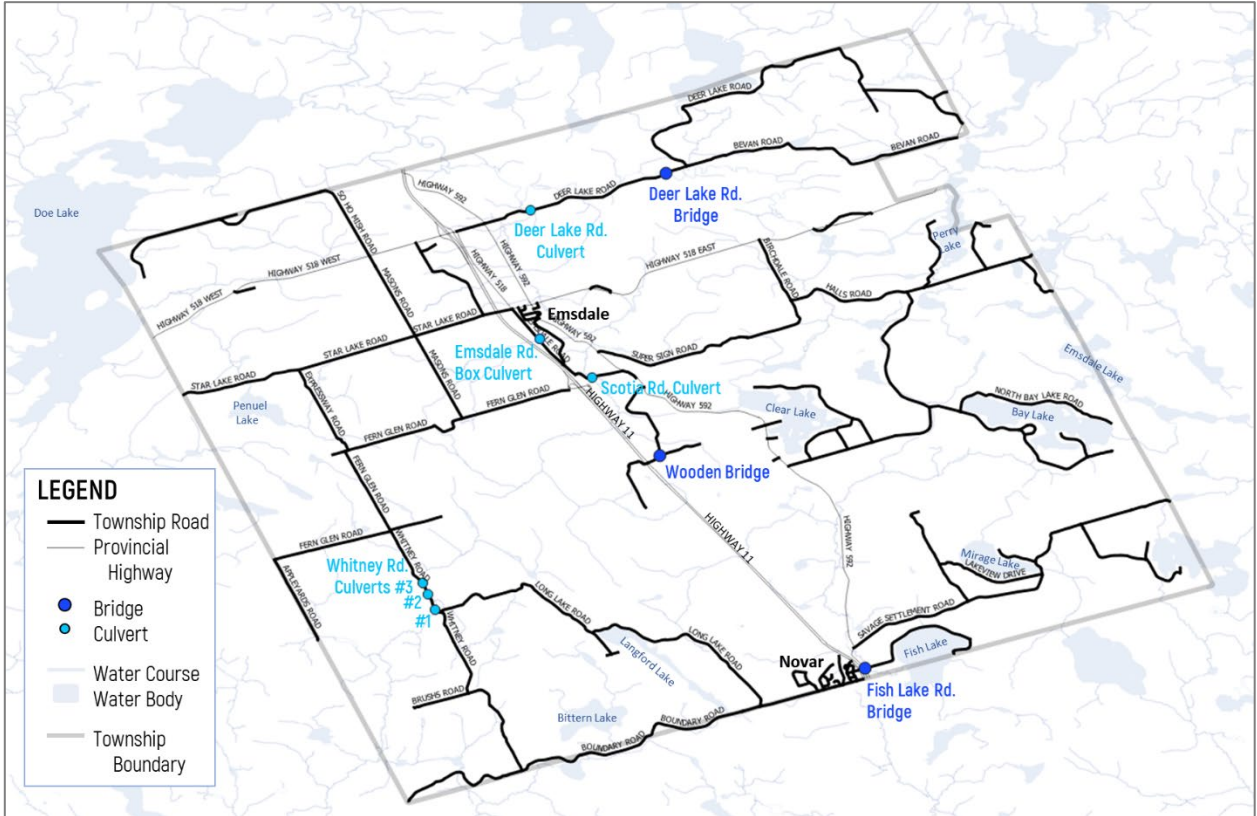 DEER LAKE ROAD
BEVAN ROAD
BEVAN ROAD
HIGHWAY 592
DEER LAKE ROAD
Deer Lake Rd.
Bridge
Doe Lake
SO HO MISH ROAD
Deer Lake Rd.
Culvert
Perry
Lake
HIGHWAY 518 WEST
HIGHWAY 518
HIGHWAY 592
HIGHWAY 518 EAST
BIRCHDALE ROAD
MASONS ROAD
HALLS ROAD
HIGHWAY 518 WEST
Emsdale
STAR LAKE ROAD
HIGHWAY 592
STAR LAKE ROAD
Emsdale Rd.
Box Culvert
SUPER SIGN ROAD
Emsdale Lake
MASONS ROAD
STAR LAKE ROAD
EXPRESSWAY ROAD
Scotia Rd. Culvert
FERN GLEN ROAD
HIGHWAY 592
NORTH BAY LAKE ROAD
Penuel
Lake
Clear Lake
Bay Lake
HIGHWAY 11
FERN GLEN ROAD
Wooden Bridge
FERN GLEN ROAD
LEGEND
Township Road
Provincial
Highway
Bridge
Culvert
Water Course
Water Body
Township
Boundary
HIGHWAY 11
HIGHWAY 592
FERN GLEN ROAD
WHITNEY ROAD
APPLEYARDS ROAD
Whitney Rd.
Culverts #3
#2
#1
Mirage Lake
LAKEVIEW DRIVE
LONG LAKE ROAD
SAVAGE SETTLEMENT ROAD
WHITNEY ROAD
LONG LAKE ROAD
Langford Lake
Fish Lake
Novar
BRUSHS ROAD
Fish Lake Rd.
Bridge
Bittern Lake
BOUNDARY ROAD
BOUNDARY ROAD